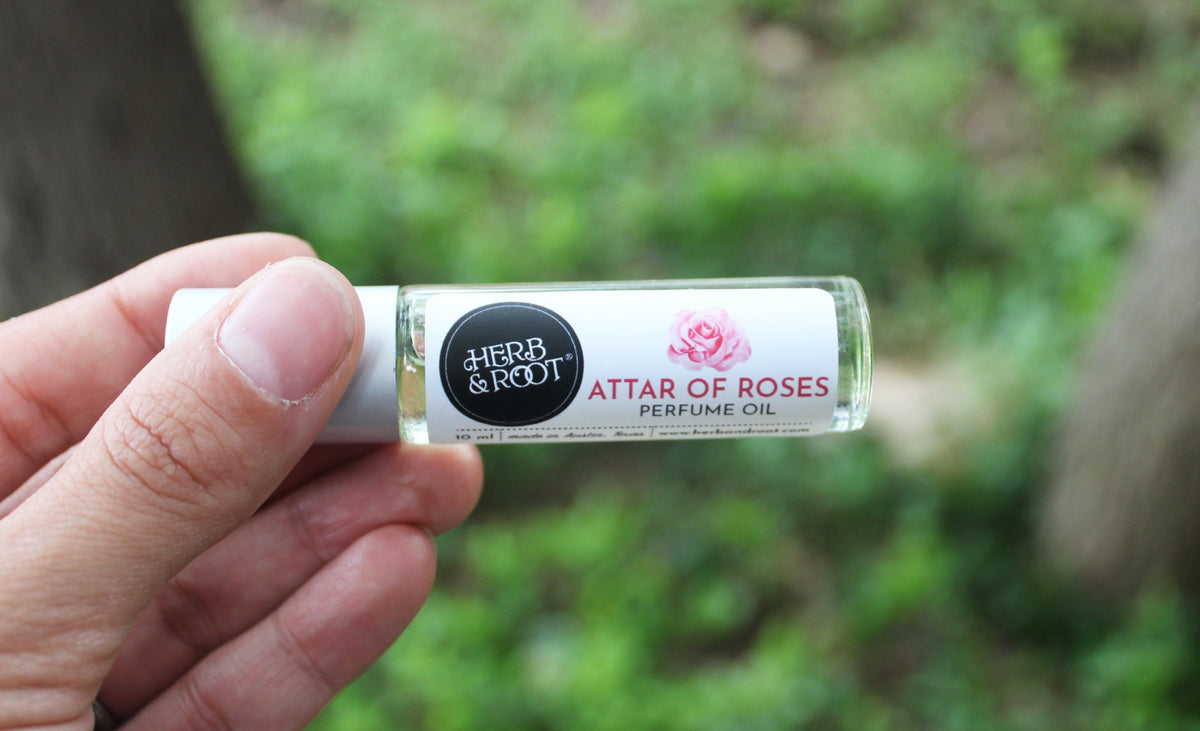 HERB
& ROOT®
ATTAR OF ROSES
PERFUME OIL
10 ml | made in Austin, Texas | www.herbandroot.com